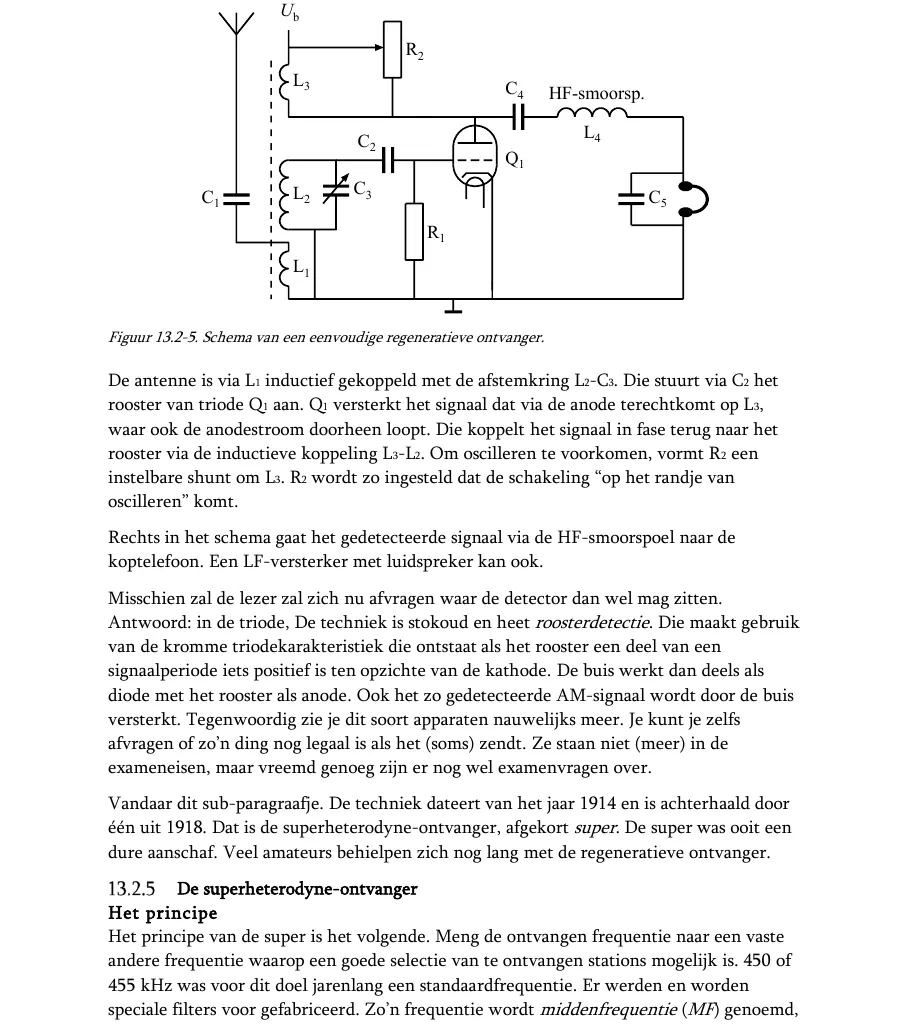 U_b
R₂
L₃
C₄ HF-smoorsp.
L₄
C₂
Q₁
C₁
L₂ C₃
C₅
R₁
L₁
Figuur 13.2-5. Schema van een eenvoudige regeneratieve ontvanger.
De antenne is via L₁ inductief gekoppeld met de afstemkring L₂-C₃. Die stuurt via C₂ het
rooster van triode Q₁ aan. Q₁ versterkt het signaal dat via de anode terechtkomt op L₃,
waar ook de anodestroom doorheen loopt. Die koppelt het signaal in fase terug naar het
rooster via de inductieve koppeling L₃-L₂. Om oscilleren te voorkomen, vormt R₂ een
instelbare shunt om L₃. R₂ wordt zo ingesteld dat de schakeling “op het randje van
oscilleren” komt.
Rechts in het schema gaat het gedetecteerde signaal via de HF-smoorspoel naar de
koptelefoon. Een LF-versterker met luidspreker kan ook.
Misschien zal de lezer zal zich nu afvragen waar de detector dan wel mag zitten.
Antwoord: in de triode, De techniek is stokoud en heet roosterdetectie. Die maakt gebruik
van de kromme triodekarakteristiek die ontstaat als het rooster een deel van een
signaalperiode iets positief is ten opzichte van de kathode. De buis werkt dan deels als
diode met het rooster als anode. Ook het zo gedetecteerde AM-signaal wordt door de buis
versterkt. Tegenwoordig zie je dit soort apparaten nauwelijks meer. Je kunt je zelfs
afvragen of zo’n ding nog legaal is als het (soms) zendt. Ze staan niet (meer) in de
exameneisen, maar vreemd genoeg zijn er nog wel examenvragen over.
Vandaar dit sub-paragraafje. De techniek dateert van het jaar 1914 en is achterhaald door
één uit 1918. Dat is de superheterodyne-ontvanger, afgekort super. De super was ooit een
dure aanschaf. Veel amateurs behielpen zich nog lang met de regeneratieve ontvanger.
13.2.5 De superheterodyne-ontvanger
Het principe
Het principe van de super is het volgende. Meng de ontvangen frequentie naar een vaste
andere frequentie waarop een goede selectie van te ontvangen stations mogelijk is. 450 of
455 kHz was voor dit doel jarenlang een standaardfrequentie. Er werden en worden
speciale filters voor gefabriceerd. Zo’n frequentie wordt middenfrequentie (MF) genoemd,